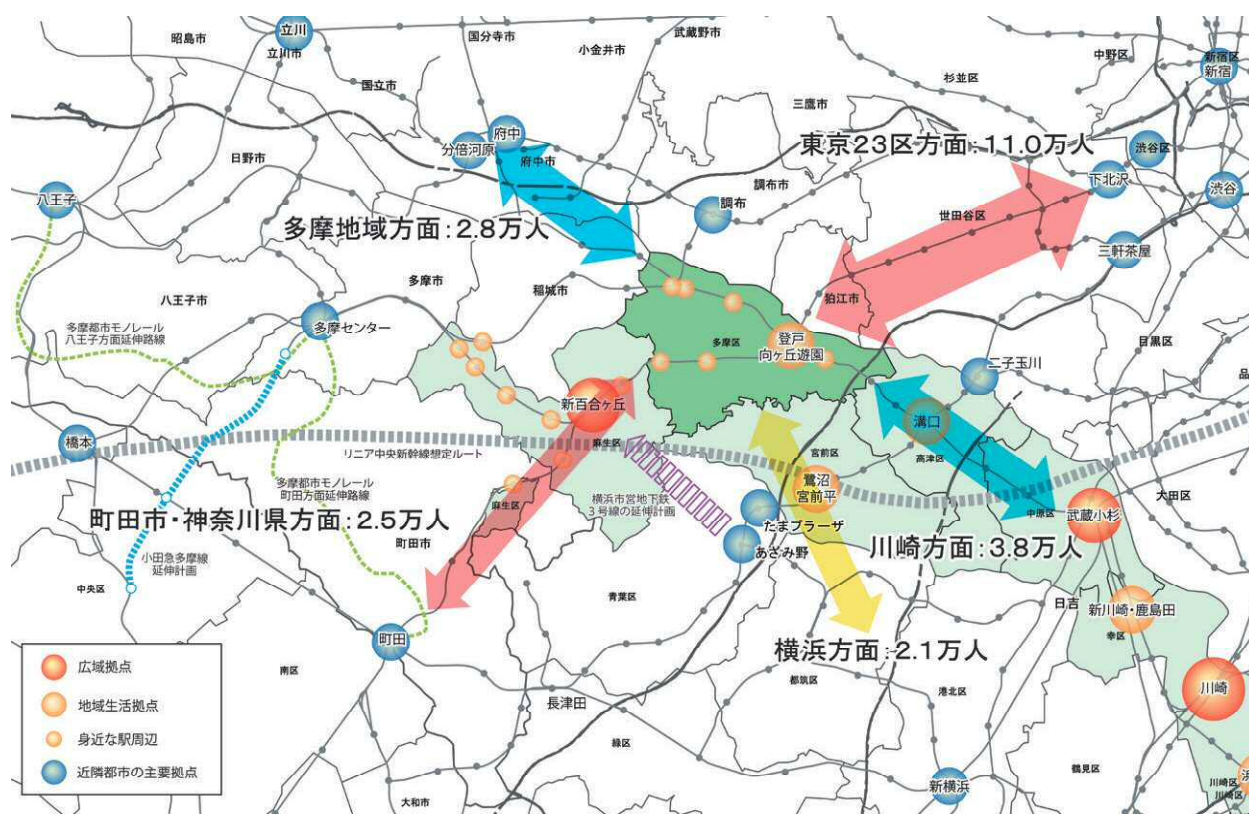 立川
昭島市
立川市
国分寺市
武蔵野市
小金井市
中野区
新宿区
新宿
国立市
杉並区
三鷹市
府中
分倍河原
府中市
日野市
東京23区方面：11.0万人
渋谷区
下北沢
渋谷
八王子
調布市
調布
世田谷区
多摩地域方面：2.8万人
三軒茶屋
多摩市
稲城市
八王子市
狛江市
多摩都市モノレール
八王子方面延伸路線
多摩センター
多摩区
登戸
向ヶ丘遊園
目黒区
二子玉川
品
新百合ヶ丘
溝口
橋本
麻生区
リニア中央新幹線想定ルート
宮前区
高津区
鷺沼
宮前平
大田区
多摩都市モノレール
町田方面延伸路線
横浜市営地下鉄
3号線の延伸計画
麻生区
中原区
武蔵小杉
町田市・神奈川県方面：2.5万人
たまプラーザ
町田市
あざみ野
川崎方面：3.8万人
小田急多摩線
延伸計画
中央区
青葉区
日吉
新川崎・鹿島田
幸区
町田
横浜方面：2.1万人
広域拠点
南区
都筑区
港北区
川崎
長津田
地域生活拠点
身近な駅周辺
緑区
近隣都市の主要拠点
新横浜
鶴見区
川崎区
川崎区
浜
大和市